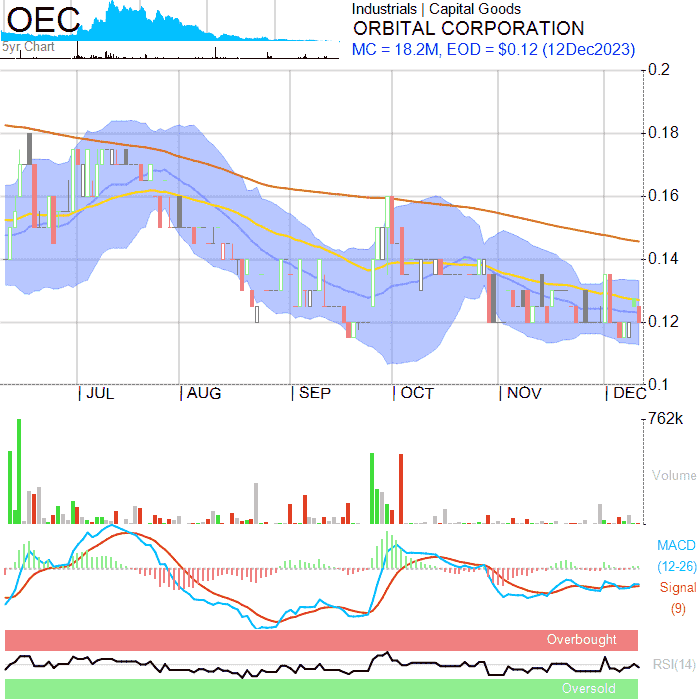 OEC
5yr Chart
Industrials | Capital Goods
ORBITAL CORPORATION
MC = 18.2M, EOD = $0.12 (12Dec2023)
0.2
0.18
0.16
0.14
0.12
0.1
| JUL | AUG | SEP | OCT | NOV | DEC
762k
Volume
MACD
(12-26)
Signal
(9)
Overbought
RSI(14)
Oversold